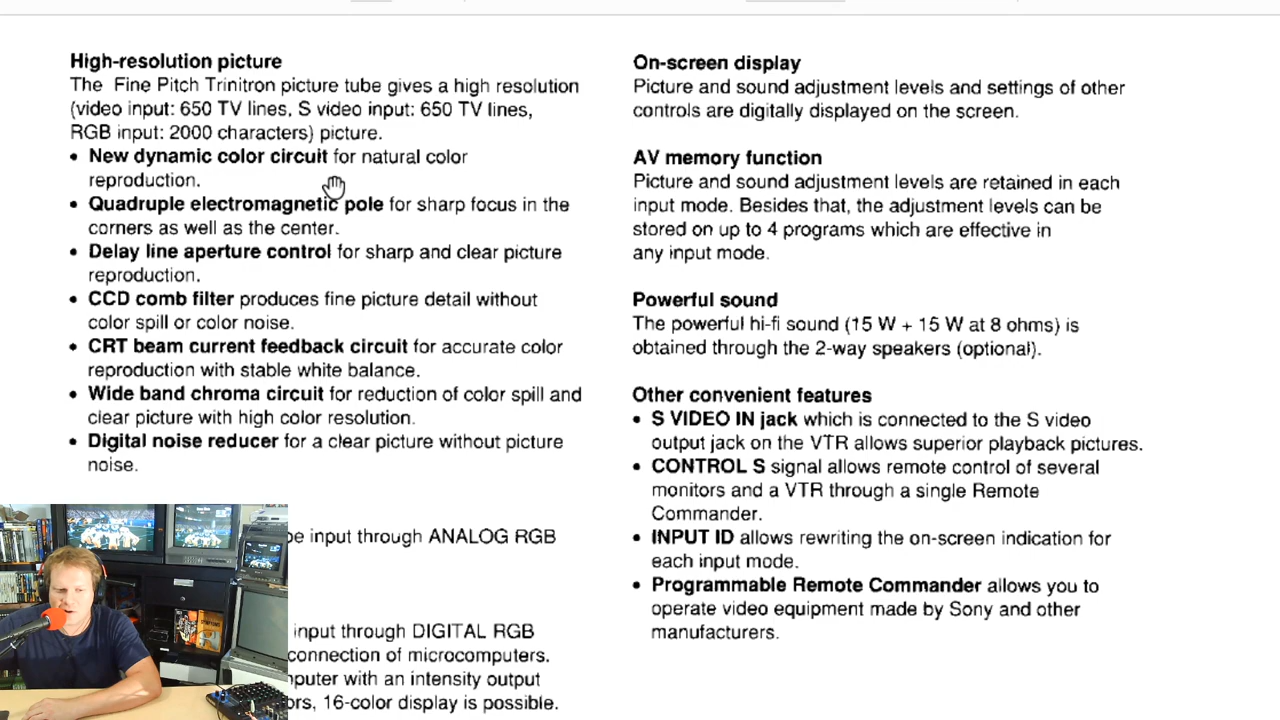 High-resolution picture
The Fine Pitch Trinitron picture tube gives a high resolution
(video input: 650 TV lines, S video input: 650 TV lines,
RGB input: 2000 characters) picture.
• New dynamic color circuit for natural color
reproduction.
• Quadruple electromagnetic pole for sharp focus in the
corners as well as the center.
• Delay line aperture control for sharp and clear picture
reproduction.
• CCD comb filter produces fine picture detail without
color spill or color noise.
• CRT beam current feedback circuit for accurate color
reproduction with stable white balance.
• Wide band chroma circuit for reduction of color spill and
clear picture with high color resolution.
• Digital noise reducer for a clear picture without picture
noise.
input through ANALOG RGB
input through DIGITAL RGB
connection of microcomputers.
with an intensity output
16-color display is possible.
On-screen display
Picture and sound adjustment levels and settings of other
controls are digitally displayed on the screen.
AV memory function
Picture and sound adjustment levels are retained in each
input mode. Besides that, the adjustment levels can be
stored on up to 4 programs which are effective in
any input mode.
Powerful sound
The powerful hi-fi sound (15 W + 15 W at 8 ohms) is
obtained through the 2-way speakers (optional).
Other convenient features
• S VIDEO IN jack which is connected to the S video
output jack on the VTR allows superior playback pictures.
• CONTROL S signal allows remote control of several
monitors and a VTR through a single Remote
Commander.
• INPUT ID allows rewriting the on-screen indication for
each input mode.
• Programmable Remote Commander allows you to
operate video equipment made by Sony and other
manufacturers.